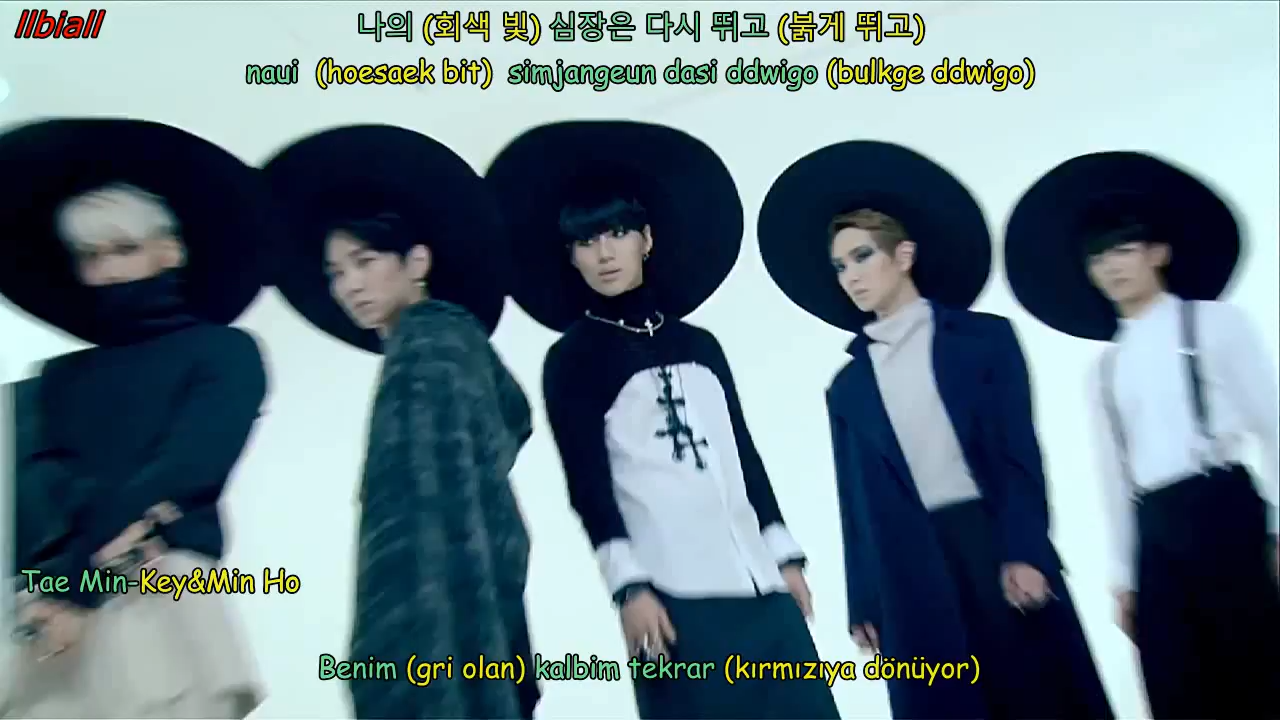 llbiall
나의 (회색 빛) 심장은 다시 뛰고 (붉게 뛰고)
naui (hoesaek bit) simjangeun dasi ddwigo (bulkge ddwigo)
Tae Min-Key&Min Ho
Benim (gri olan) kalbim tekrar (kırmızıya dönüyor)